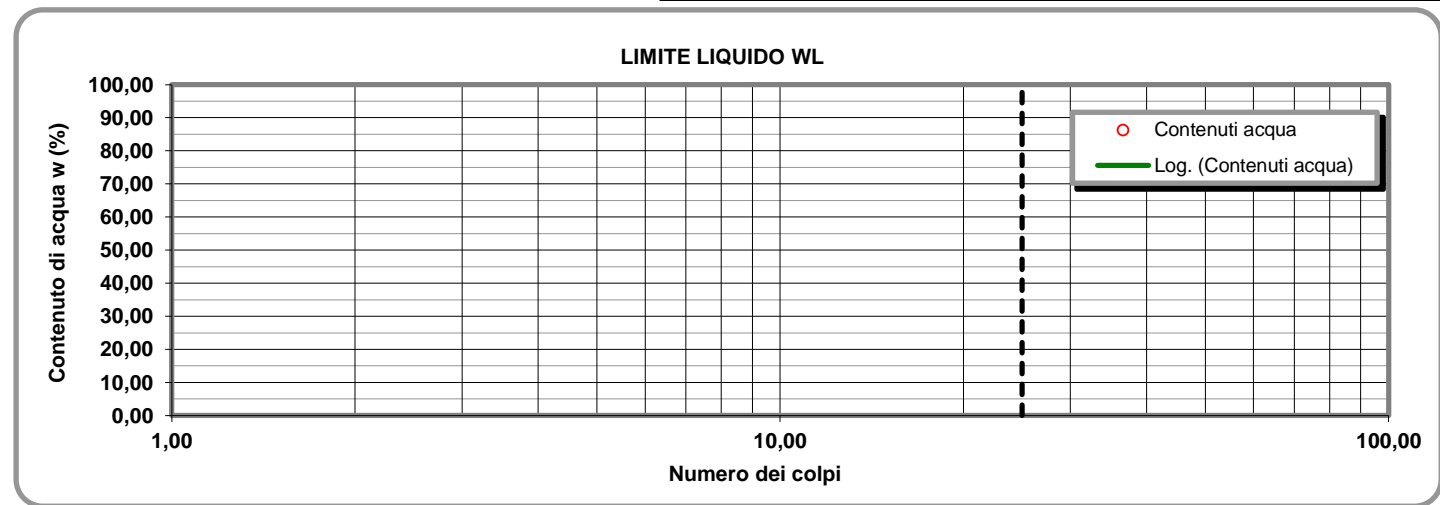 LIMITE LIQUIDO WL
Contenuto di acqua w (%)
100,00
90,00
80,00
70,00
60,00
50,00
40,00
30,00
20,00
10,00
0,00
Contenuti acqua
Log. (Contenuti acqua)
1,00
10,00
100,00
Numero dei colpi